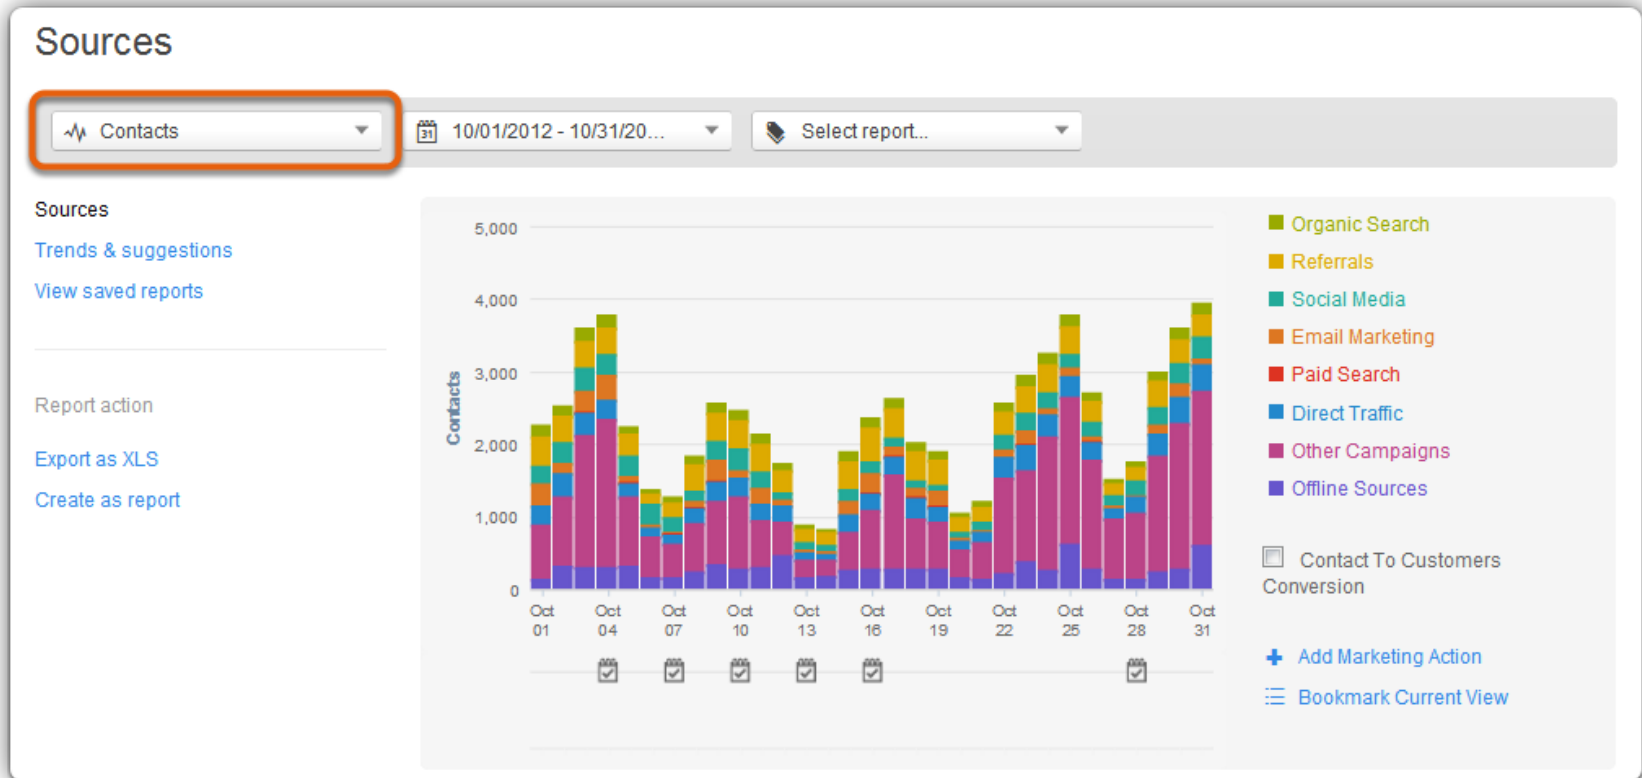 Sources
Contacts
10/01/2012 - 10/31/20...
Select report...
Sources
Trends & suggestions
View saved reports
Report action
Export as XLS
Create as report
Contacts
5,000
4,000
3,000
2,000
1,000
0
Oct 01
Oct 04
Oct 07
Oct 10
Oct 13
Oct 16
Oct 19
Oct 22
Oct 25
Oct 28
Oct 31
Organic Search
Referrals
Social Media
Email Marketing
Paid Search
Direct Traffic
Other Campaigns
Offline Sources
Contact To Customers
Conversion
Add Marketing Action
Bookmark Current View